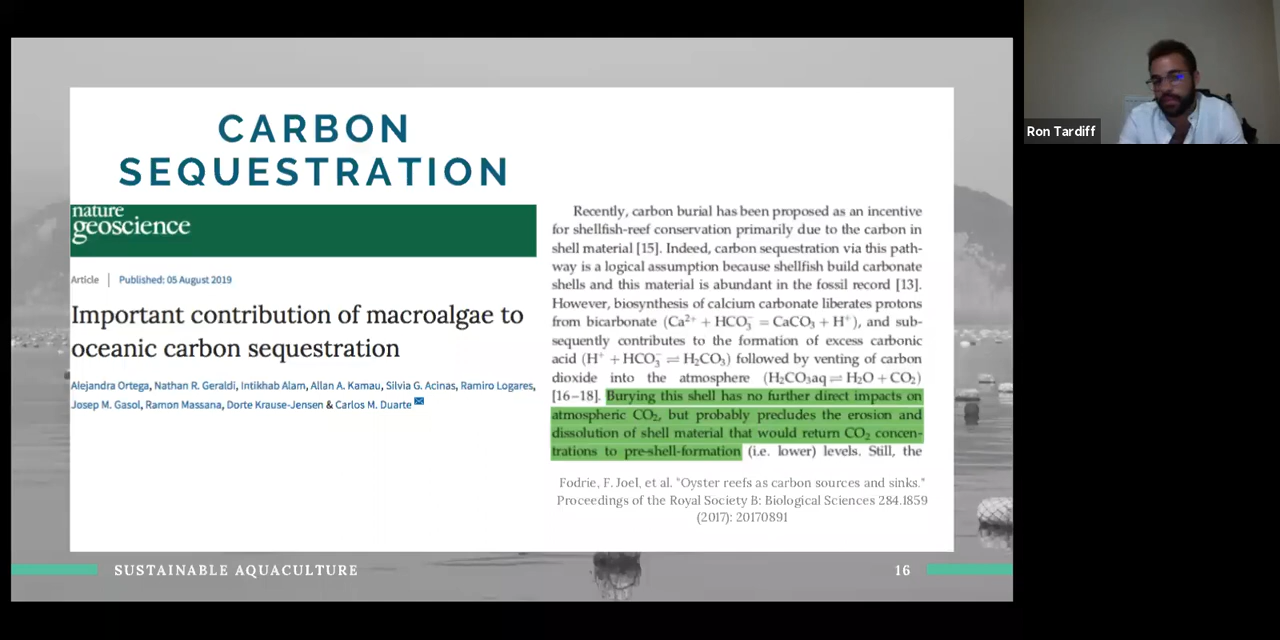 CARBON
SEQUESTRATION
nature
geoscience
Article | Published: 05 August 2019
Important contribution of macroalgae to
oceanic carbon sequestration
Alejandra Ortega, Nathan R. Geraldi, Intikhab Alam, Allan A. Kamau, Silvia G. Acinas, Ramiro Logares,
Josep M. Gasol, Ramon Massana, Dorte Krause-Jensen & Carlos M. Duarte
Recently, carbon burial has been proposed as an incentive
for shellfish-reef conservation primarily due to the carbon in
shell material [15]. Indeed, carbon sequestration via this path-
way is a logical assumption because shellfish build carbonate
shells and this material is abundant in the fossil record [13].
However, biosynthesis of calcium carbonate liberates protons
from bicarbonate (Ca²⁺ + HCO₃⁻ = CaCO₃ + H⁺), and sub-
sequently contributes to the formation of excess carbonic
acid (H⁺ + HCO₃⁻ ⇌ H₂CO₃) followed by venting of carbon
dioxide into the atmosphere (H₂CO₃aq ⇌ H₂O + CO₂)
[16–18]. Burying this shell has no further direct impacts on
atmospheric CO₂, but probably precludes the erosion and
dissolution of shell material that would return CO₂ concen-
trations to pre-shell-formation (i.e. lower) levels. Still, the
Fodrie, F. Joel, et al. "Oyster reefs as carbon sources and sinks."
Proceedings of the Royal Society B: Biological Sciences 284.1859
(2017): 20170891
SUSTAINABLE AQUACULTURE
16
Ron Tardiff